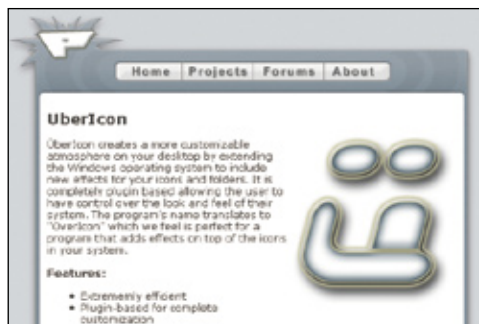 Home Projects Forums About
UberIcon
ÜberIcon creates a more customizable
atmosphere on your desktop by extending
the Windows operating system to include
new effects for your icons and folders. It is
completely plugin based allowing the user to
have control over the look and feel of their
system. The program's name translates to
"OverIcon" which we feel is perfect for a
program that adds effects on top of the icons
in your system.
Features:
• Extrememly efficient
• Plugin-based for complete
customization